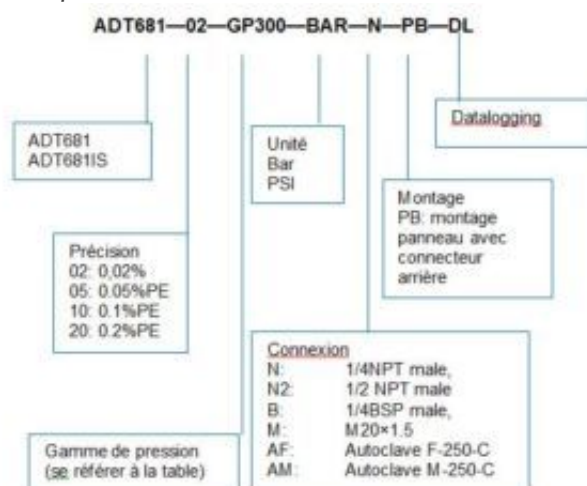 ADT681—02—GP300—BAR—N—PB—DL
Datalogging
ADT681
ADT681IS
Unité
Bar
PSI
Montage
PB: montage
panneau avec
connecteur
arrière
Précision
02: 0,02%
05: 0.05%PE
10: 0.1%PE
20: 0.2%PE
Connexion
N: 1/4NPT male,
N2: 1/2 NPT male
B: 1/4BSP male,
M: M20×1.5
AF: Autoclave F-250-C
AM: Autoclave M-250-C
Gamme de pression
(se référer à la table)